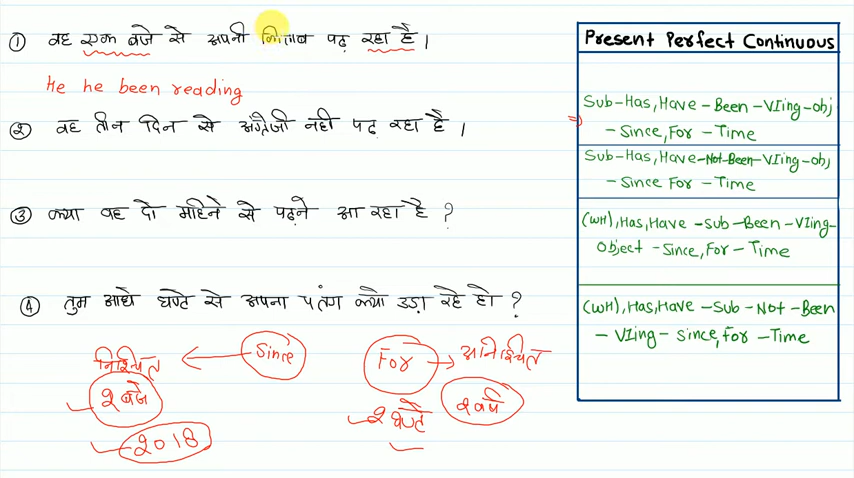 ① वह एक बजे से अपनी किताब पढ़ रहा है।
He he been reading
② वह तीन दिन से अंग्रेजी नही पढ़ रहा है।
③ क्या वह दो महिने से पढ़ने आ रहा है ?
④ तुम आधे घण्टे से अपना पतंग क्यो उड़ा रहे हो ?
निश्चित ← Since
२ बजे
२०१८
For → अनिश्चित
२ घण्टे २ वर्ष
Present Perfect Continuous
⇒ Sub-Has, Have-Been-VIing-obj
-Since, For-Time
Sub-Has, Have-Not-Been-VIing-obj
-Since For-Time
(WH), Has, Have-Sub-Been-VIing-
Object-Since, For-Time
(WH), Has, Have-Sub-Not-Been
-VIing-Since, For-Time